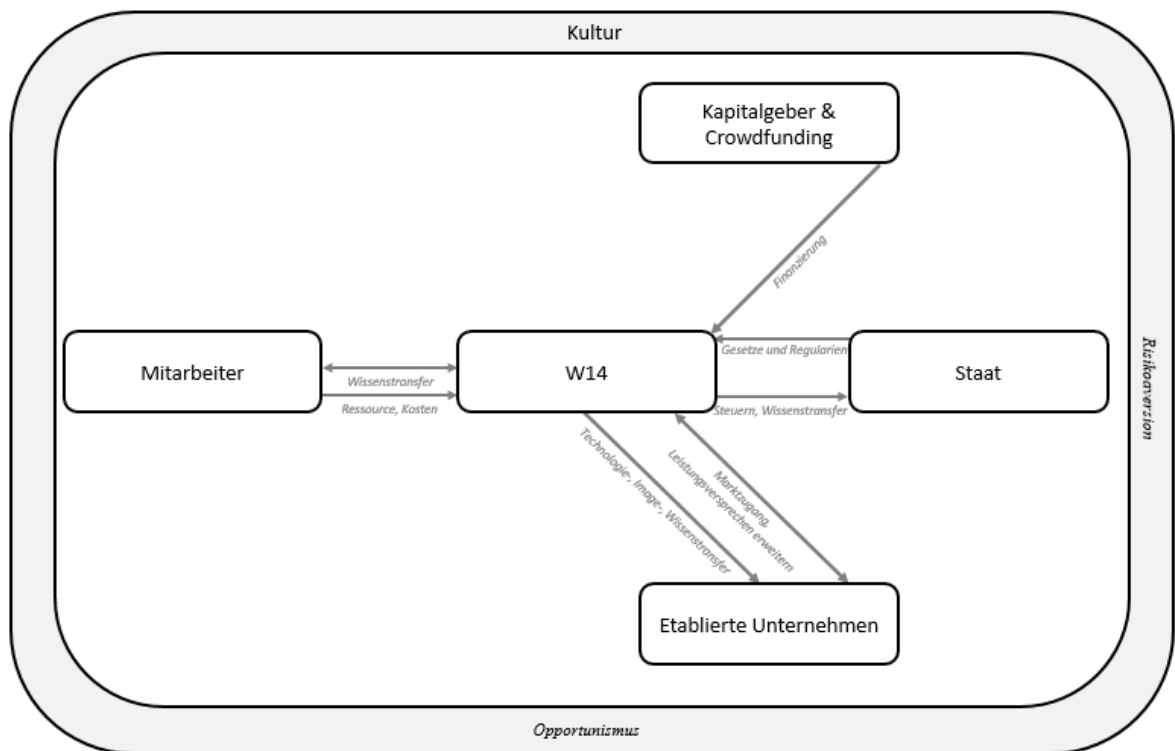 Kultur
Kapitalgeber &
Crowdfunding
Finanzierung
Mitarbeiter
Wissenstransfer
Ressource, Kosten
W14
Gesetze und Regularien
Steuern, Wissenstransfer
Staat
Risikoaversion
Technologie-, Image-, Wissenstransfer
Marktzugang,
Leistungsversprechen erweitern
Etablierte Unternehmen
Opportunismus